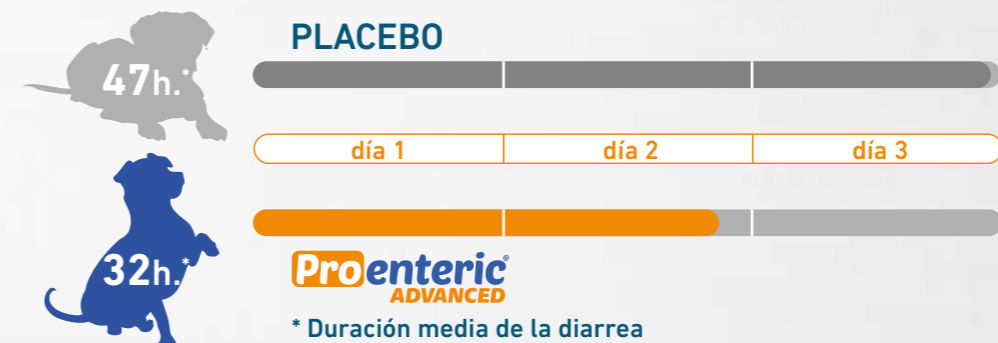 PLACEBO
47h.*
día 1 día 2 día 3
32h.*
Proenteric®
ADVANCED
* Duración media de la diarrea